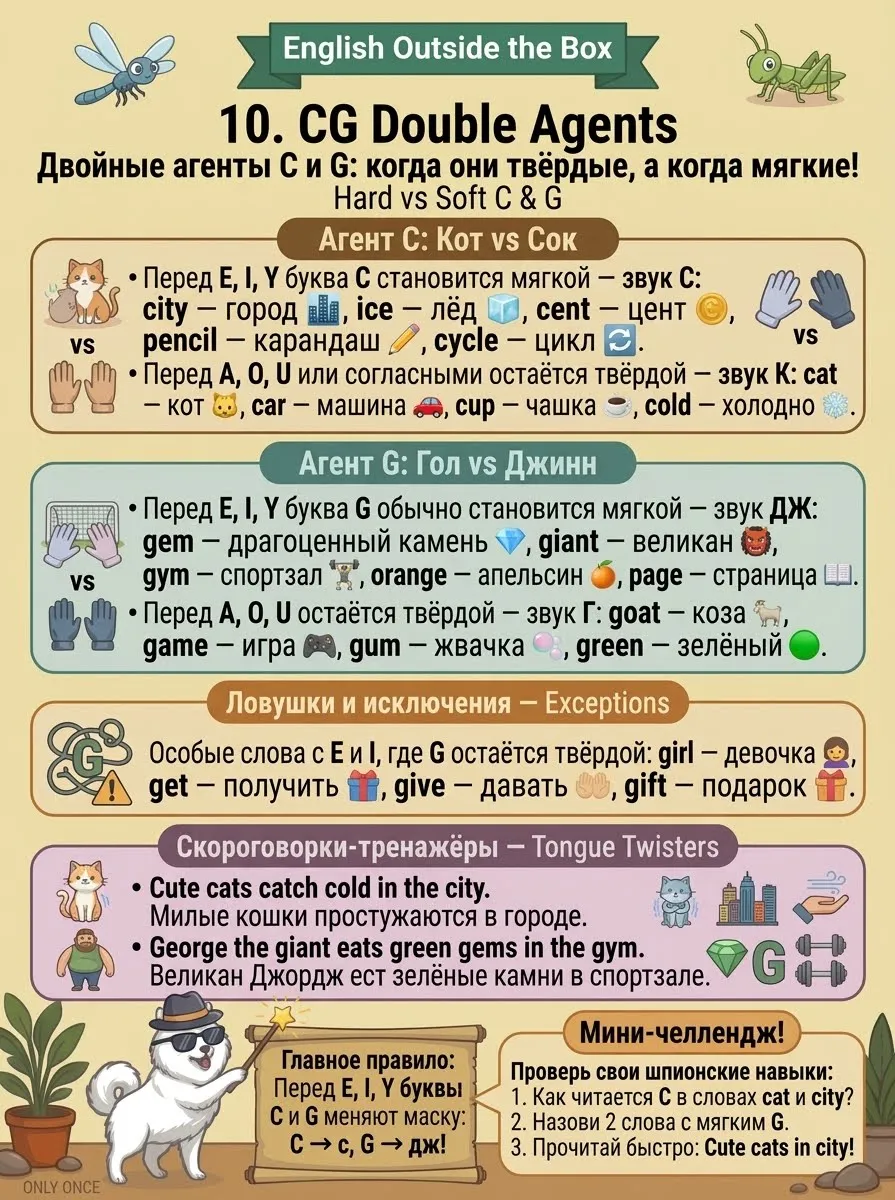 English Outside the Box
10. CG Double Agents
Двойные агенты C и G: когда они твёрдые, а когда мягкие!
Hard vs Soft C & G
Агент C: Кот vs Сок
• Перед E, I, Y буква C становится мягкой — звук С:
city — город, ice — лёд, cent — цент,
pencil — карандаш, cycle — цикл.
vs
vs
• Перед A, O, U или согласными остаётся твёрдой — звук К: cat
— кот, car — машина, cup — чашка, cold — холодно.
Агент G: Гол vs Джинн
• Перед E, I, Y буква G обычно становится мягкой — звук ДЖ:
gem — драгоценный камень, giant — великан,
gym — спортзал, orange — апельсин, page — страница.
vs
• Перед A, O, U остаётся твёрдой — звук Г: goat — коза,
game — игра, gum — жвачка, green — зелёный.
Ловушки и исключения — Exceptions
G
Особые слова с E и I, где G остаётся твёрдой: girl — девочка,
get — получить, give — давать, gift — подарок.
Скороговорки-тренажёры — Tongue Twisters
• Cute cats catch cold in the city.
Милые кошки простужаются в городе.
• George the giant eats green gems in the gym.
Великан Джордж ест зелёные камни в спортзале.
G
Главное правило:
Перед E, I, Y буквы
C и G меняют маску:
C → с, G → дж!
Мини-челлендж!
Проверь свои шпионские навыки:
1. Как читается C в словах cat и city?
2. Назови 2 слова с мягким G.
3. Прочитай быстро: Cute cats in city!
ONLY ONCE